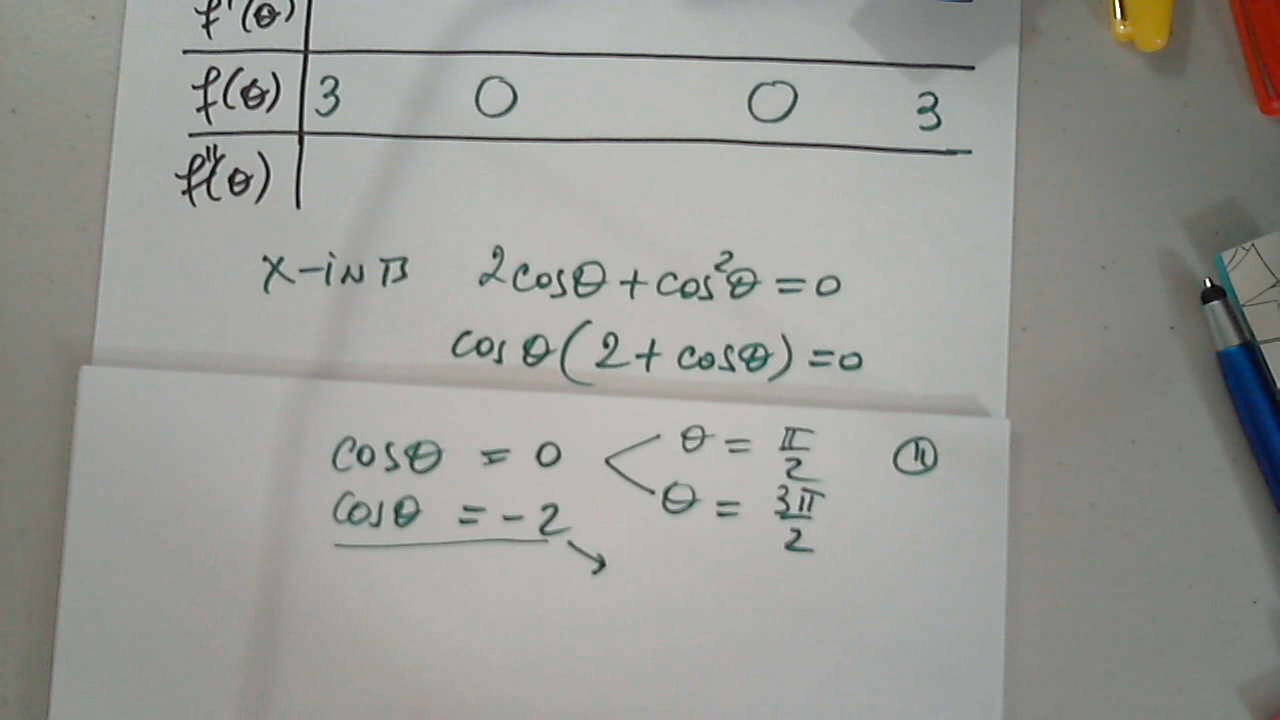 f'(θ)
f(θ) 3 0 0 3
f"(θ)
x-int 2cosθ+cos²θ=0
cosθ(2+cosθ)=0
cosθ = 0 θ = π/2 ⑪
θ = 3π/2
cosθ = -2